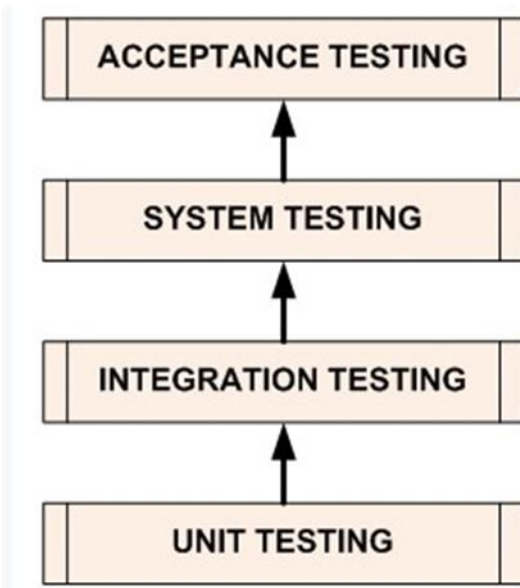 ACCEPTANCE TESTING
SYSTEM TESTING
INTEGRATION TESTING
UNIT TESTING